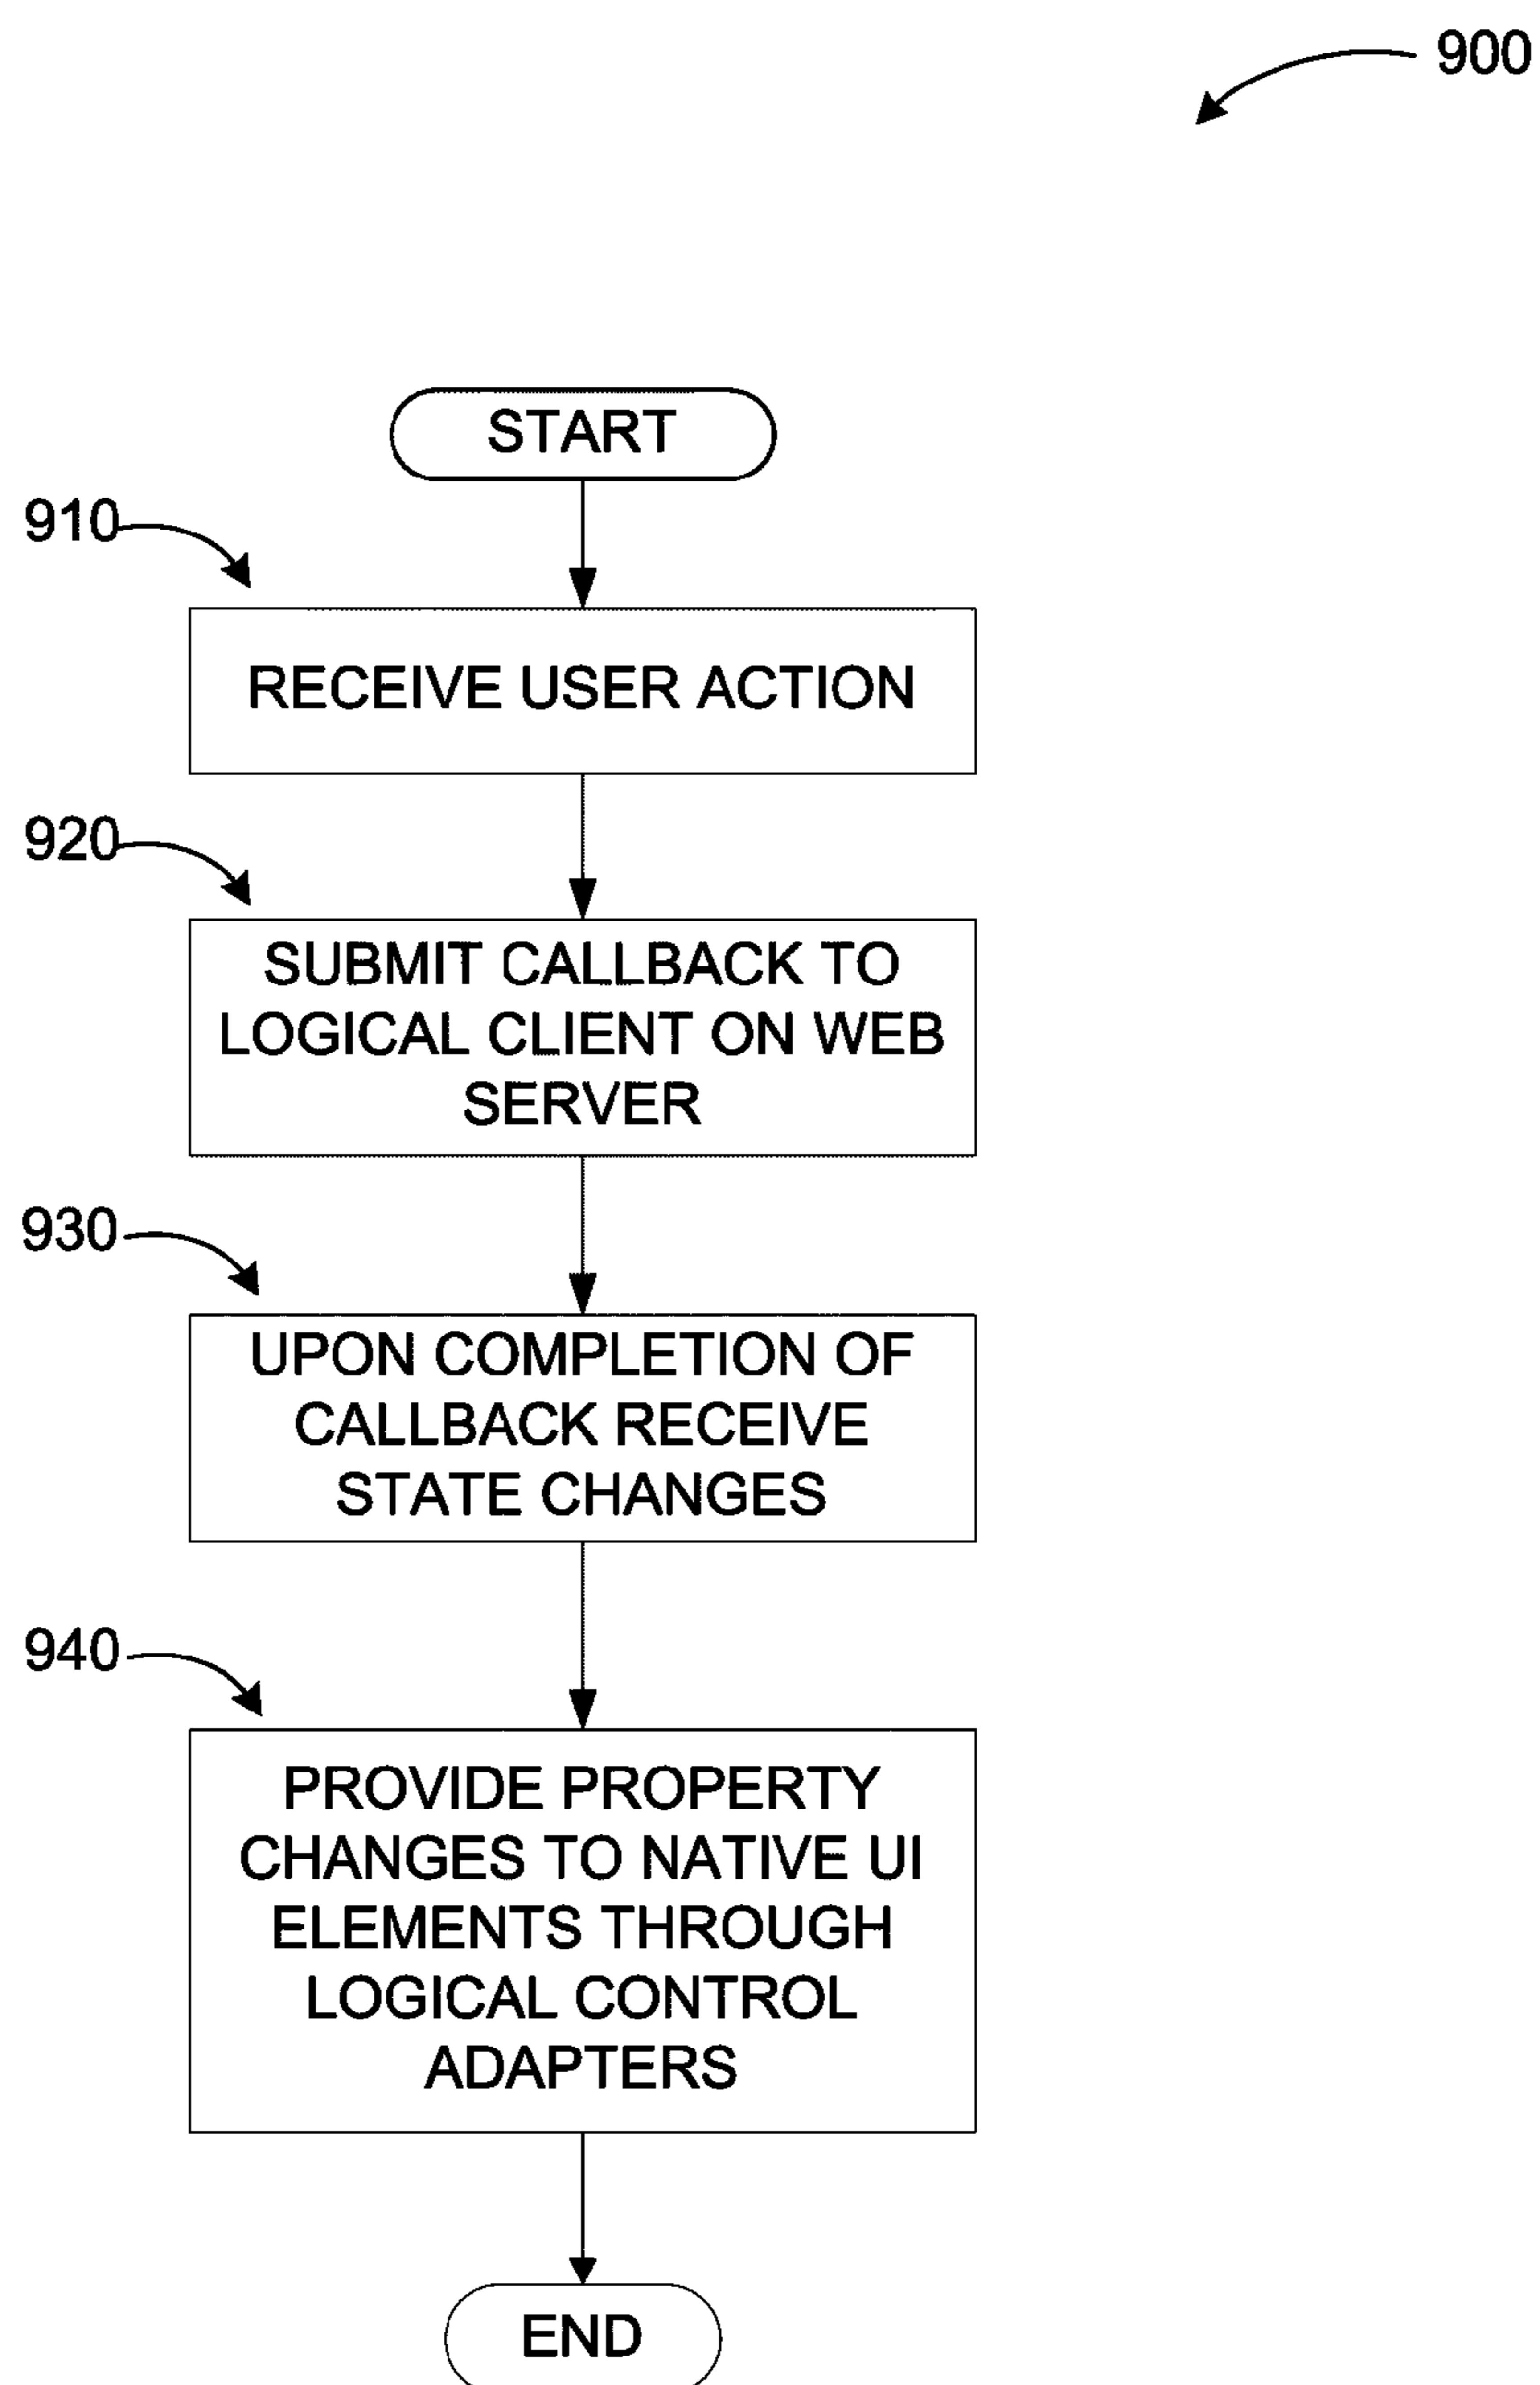 900
START
910
RECEIVE USER ACTION
920
SUBMIT CALLBACK TO
LOGICAL CLIENT ON WEB
SERVER
930
UPON COMPLETION OF
CALLBACK RECEIVE
STATE CHANGES
940
PROVIDE PROPERTY
CHANGES TO NATIVE UI
ELEMENTS THROUGH
LOGICAL CONTROL
ADAPTERS
END